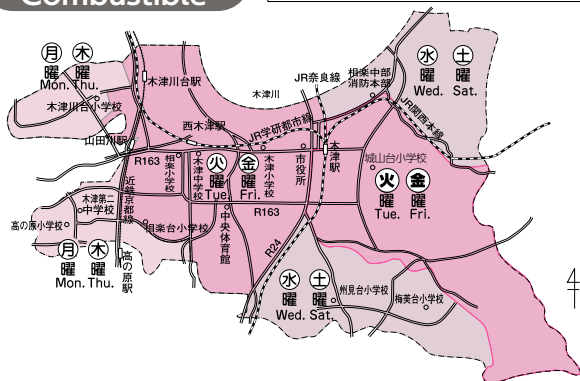 Combustible
月曜 木曜
Mon. Thu.
木津川台駅
木津川台小学校
木津川
JR奈良線
相楽中部
消防本部
水曜 土曜
Wed. Sat.
JR関西本線
山田川駅
西木津駅
JR学研都市線
R163
相楽小学校
木津中学校
火曜 金曜
Tue. Fri.
木津小学校
市役所
木津駅
城山台小学校
火曜 金曜
Tue. Fri.
近鉄京都線
木津第二
中学校
高の原小学校
相楽台小学校
中央体育館
R163
R24
月曜 木曜
Mon. Thu.
高の原駅
水曜 土曜
Wed. Sat.
州見台小学校
梅美台小学校